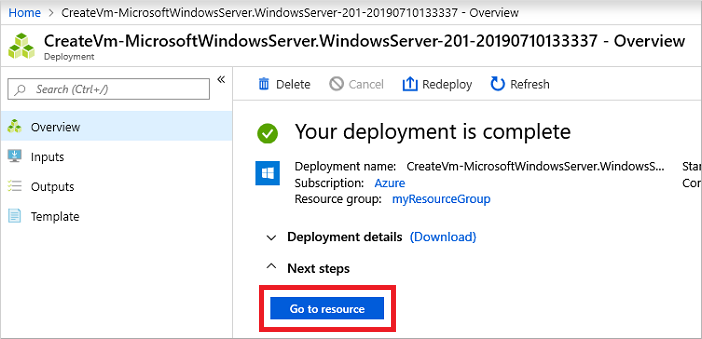 Home > CreateVm-MicrosoftWindowsServer.WindowsServer-201-20190710133337 - Overview
CreateVm-MicrosoftWindowsServer.WindowsServer-201-20190710133337 - Overview
Deployment
Search (Ctrl+/)
«
Overview
Inputs
Outputs
Template
Delete Cancel Redeploy Refresh
Your deployment is complete
Deployment name: CreateVm-MicrosoftWindowsServer.WindowsS... Star
Subscription: Azure Cor
Resource group: myResourceGroup
Deployment details (Download)
Next steps
Go to resource